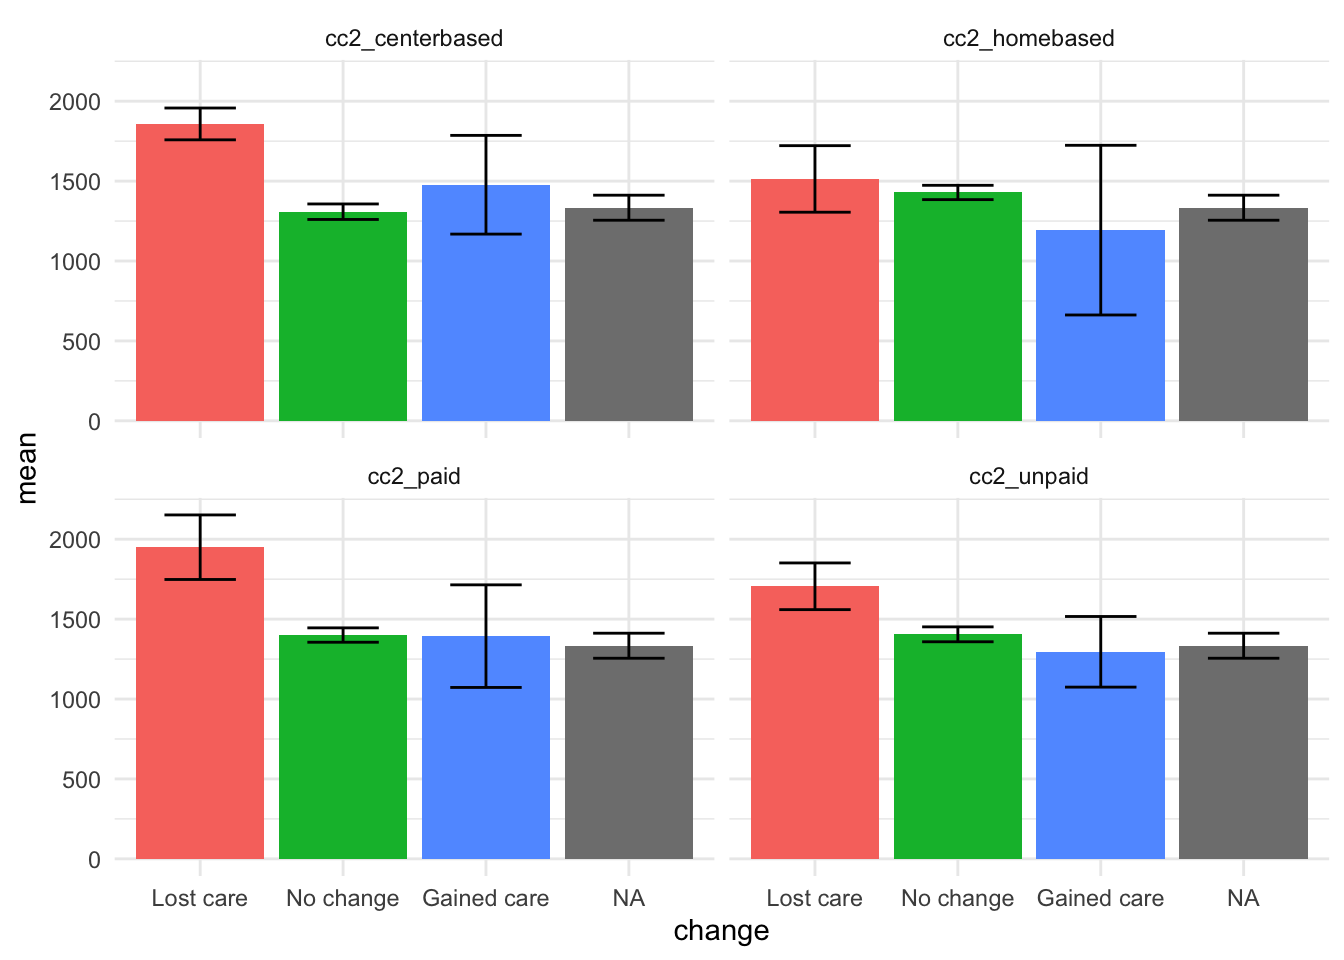 cc2_centerbased cc2_homebased
2000
1500
1000
500
0
mean
cc2_paid cc2_unpaid
2000
1500
1000
500
0
Lost care No change Gained care NA Lost care No change Gained care NA
change